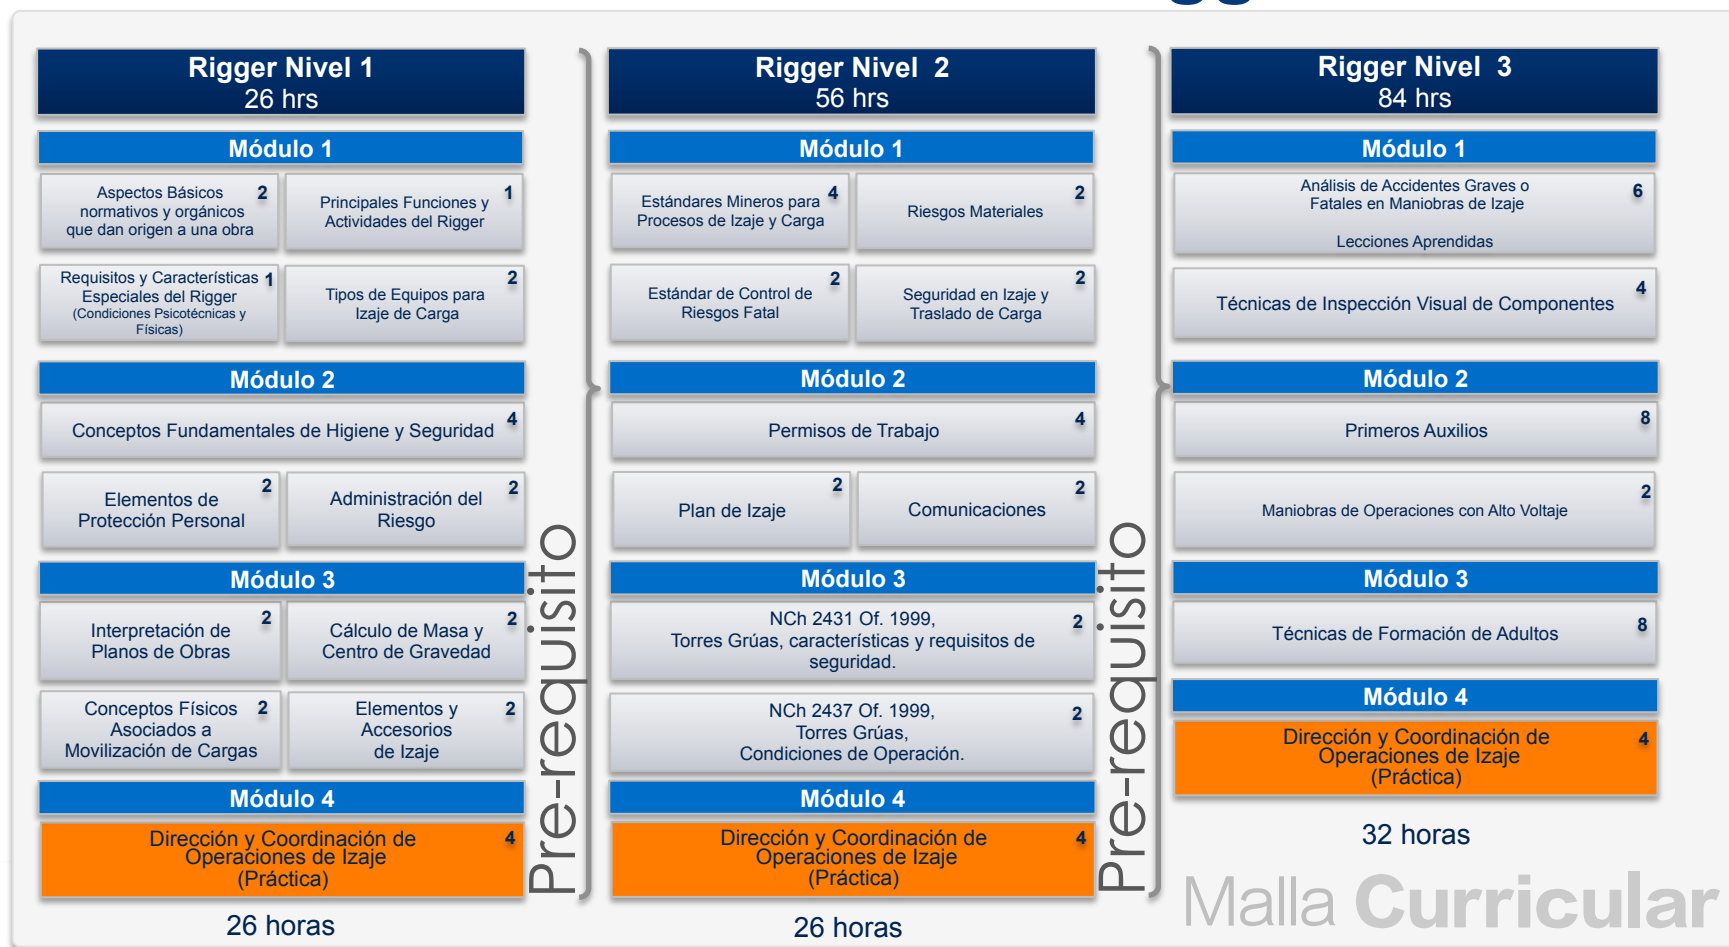 Rigger Nivel 1
26 hrs
Módulo 1
Aspectos Básicos
normativos y orgánicos
que dan origen a una obra
2
Principales Funciones y
Actividades del Rigger
1
Requisitos y Características
Especiales del Rigger
(Condiciones Psicotécnicas y
Físicas)
1
Tipos de Equipos para
Izaje de Carga
2
Módulo 2
Conceptos Fundamentales de Higiene y Seguridad
4
Elementos de
Protección Personal
2
Administración del
Riesgo
2
Módulo 3
Interpretación de
Planos de Obras
2
Cálculo de Masa y
Centro de Gravedad
2
Conceptos Físicos
Asociados a
Movilización de Cargas
2
Elementos y
Accesorios
de Izaje
2
Módulo 4
Dirección y Coordinación de
Operaciones de Izaje
(Práctica)
4
26 horas
Pre-requisito
Rigger Nivel 2
56 hrs
Módulo 1
Estándares Mineros para
Procesos de Izaje y Carga
4
Riesgos Materiales
2
Estándar de Control de
Riesgos Fatal
2
Seguridad en Izaje y
Traslado de Carga
2
Módulo 2
Permisos de Trabajo
4
Plan de Izaje
2
Comunicaciones
2
Módulo 3
NCh 2431 Of. 1999,
Torres Grúas, características y requisitos de
seguridad.
2
NCh 2437 Of. 1999,
Torres Grúas,
Condiciones de Operación.
2
Módulo 4
Dirección y Coordinación de
Operaciones de Izaje
(Práctica)
4
26 horas
Pre-requisito
Rigger Nivel 3
84 hrs
Módulo 1
Análisis de Accidentes Graves o
Fatales en Maniobras de Izaje
Lecciones Aprendidas
6
Técnicas de Inspección Visual de Componentes
4
Módulo 2
Primeros Auxilios
8
Maniobras de Operaciones con Alto Voltaje
2
Módulo 3
Técnicas de Formación de Adultos
8
Módulo 4
Dirección y Coordinación de
Operaciones de Izaje
(Práctica)
4
32 horas
Malla Curricular